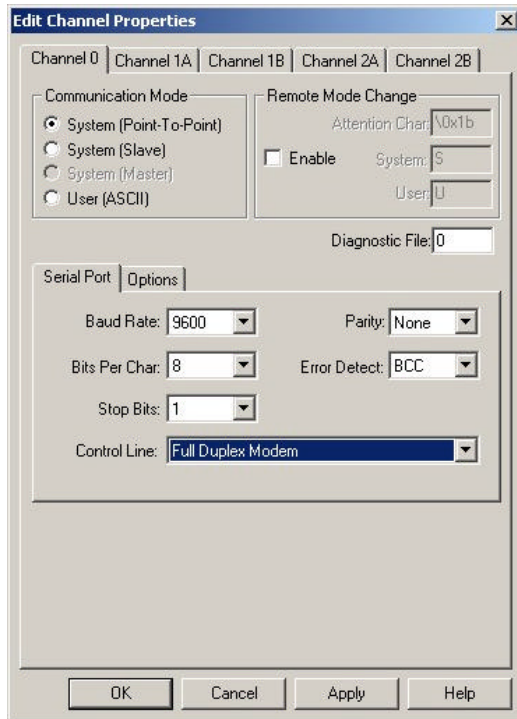 Edit Channel Properties
Channel 0 Channel 1A Channel 1B Channel 2A Channel 2B
Communication Mode
System (Point-To-Point)
System (Slave)
System (Master)
User (ASCII)
Remote Mode Change
Attention Char: \0x1b
Enable System: S
User: U
Diagnostic File: 0
Serial Port Options
Baud Rate: 9600 Parity: None
Bits Per Char: 8 Error Detect: BCC
Stop Bits: 1
Control Line: Full Duplex Modem
OK Cancel Apply Help